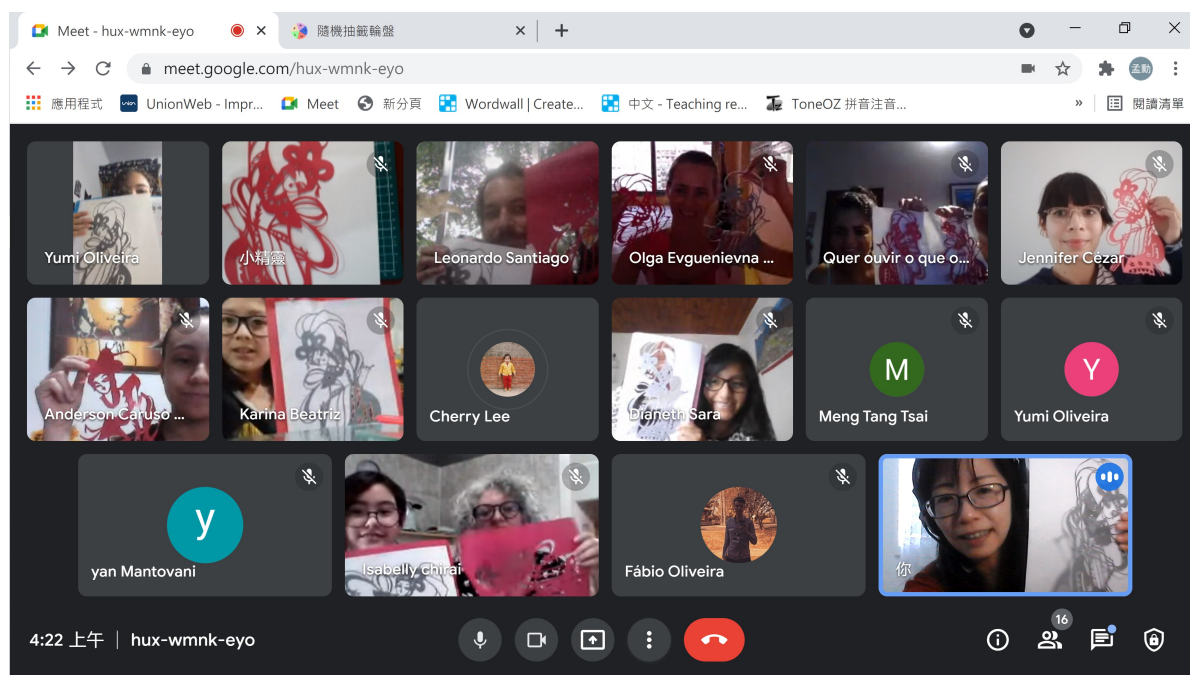 Meet - hux-wmnk-eyo
隨機抽籤輪盤
meet.google.com/hux-wmnk-eyo
孟勳
應用程式
UnionWeb - Impr...
Meet
新分頁
Wordwall | Create...
中文 - Teaching re...
ToneOZ 拼音注音...
»
閱讀清單
Yumi Oliveira
小精靈
Leonardo Santiago
Olga Evguenievna ...
Quer ouvir o que o...
Jennifer Cézar
Anderson Caruso ...
Karina Beatriz
Cherry Lee
Dianeth Sara
M
Meng Tang Tsai
Y
Yumi Oliveira
y
yan Mantovani
Isabelly chirai
Fábio Oliveira
你
4:22 上午 | hux-wmnk-eyo
16